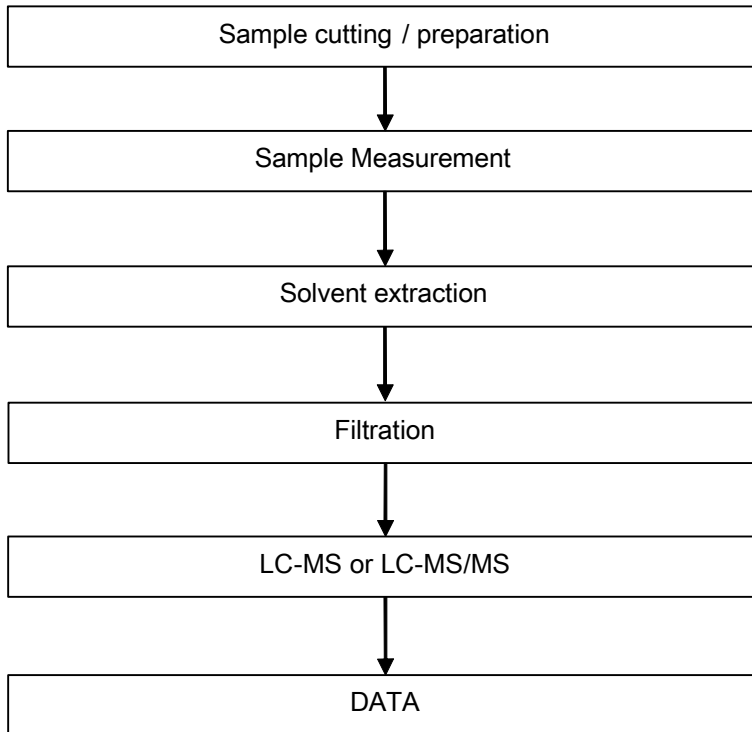 Sample cutting / preparation
Sample Measurement
Solvent extraction
Filtration
LC-MS or LC-MS/MS
DATA